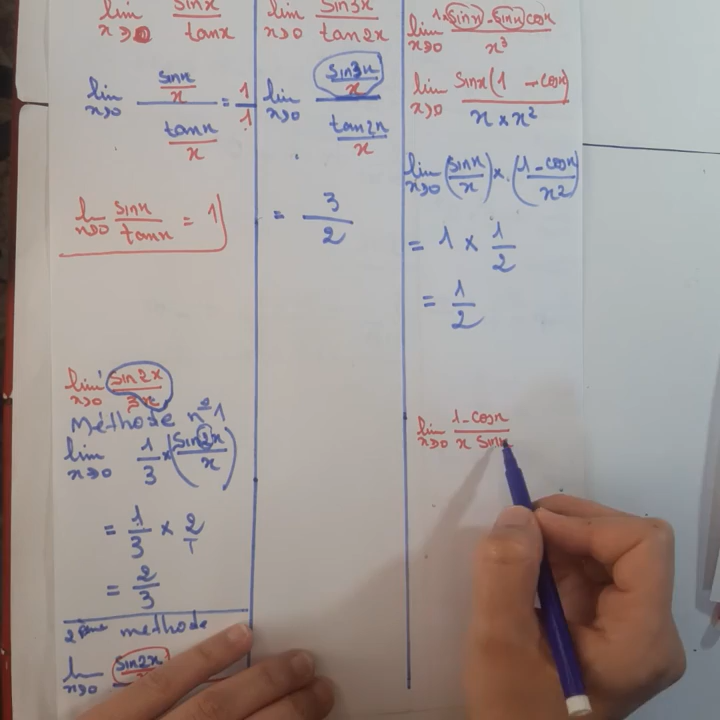 lim x→0 sinx/tanx
lim x→0 (sinx/x)/(tanx/x) = 1/1
lim x→0 sinx/tanx = 1
lim x→0 sin2x/3x
Méthode n°1
lim x→0 1/3 × (sin2x/x)
= 1/3 × 2/1
= 2/3
2ème methode
lim x→0 sin2x
lim x→0 sin3x/tan2x
lim x→0 (sin3x/x)/(tan2x/x)
= 3/2
lim x→0 (1×sinx - sinx cosx)/x³
lim x→0 sinx(1 - cosx)/(x × x²)
lim x→0 (sinx/x) × (1 - cosx/x²)
= 1 × 1/2
= 1/2
lim x→0 (1 - cosx)/(x sinx)